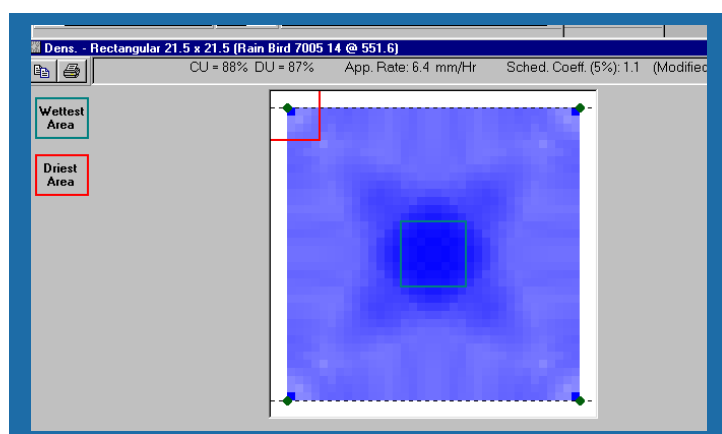 Dens. - Rectangular 21.5 x 21.5 (Rain Bird 7005 14 @ 551.6)
CU = 88% DU = 87% App. Rate: 6.4 mm/Hr Sched. Coeff. (5%): 1.1 (Modified
Wettest
Area
Driest
Area